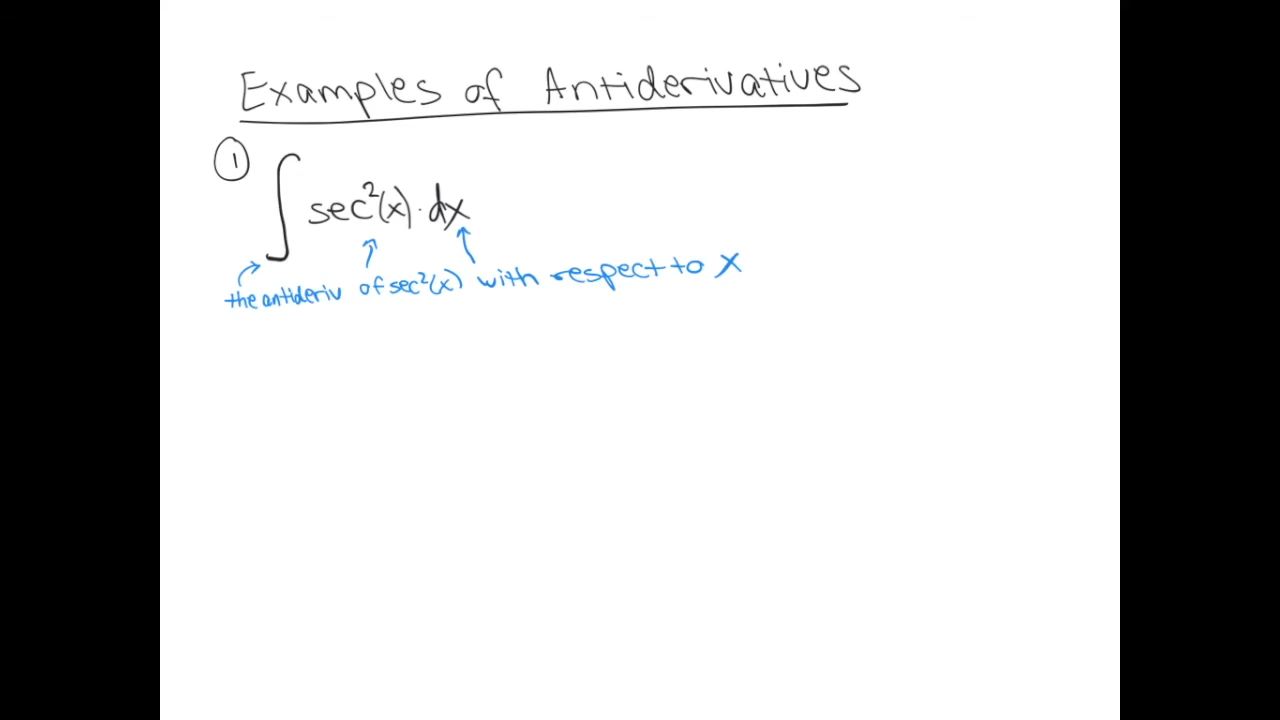 Examples of Antiderivatives
①
∫ sec²(x)·dx
the antideriv of sec²(x) with respect to x